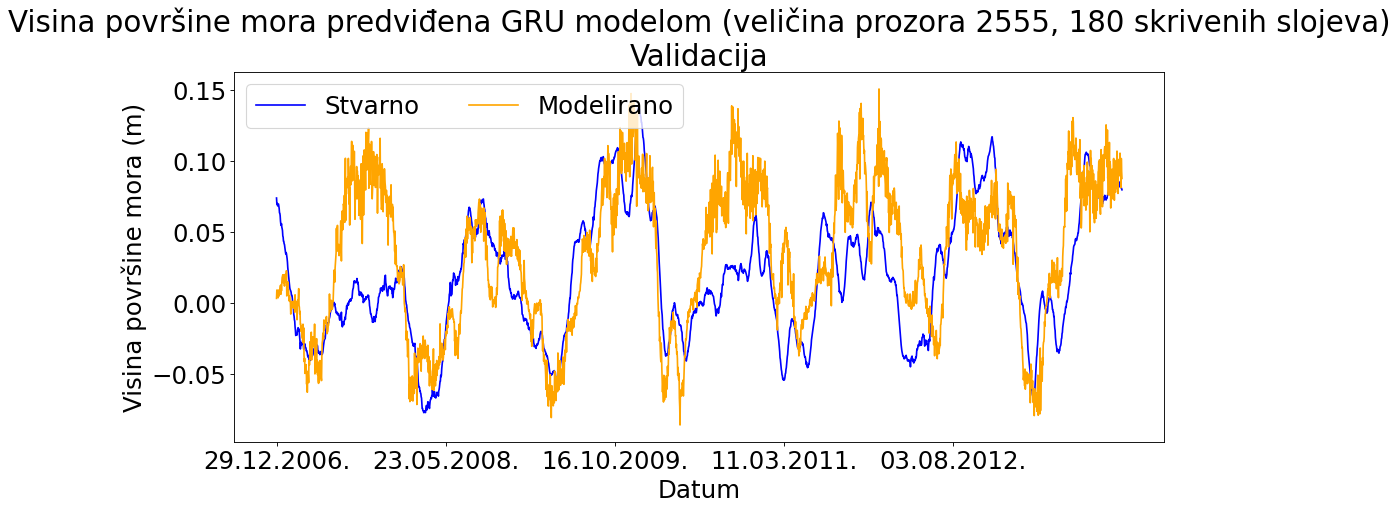 Visina površine mora predviđena GRU modelom (veličina prozora 2555, 180 skrivenih slojeva)
Validacija
Stvarno
Modelirano
Visina površine mora (m)
0.15
0.10
0.05
0.00
−0.05
29.12.2006.
23.05.2008.
16.10.2009.
11.03.2011.
03.08.2012.
Datum